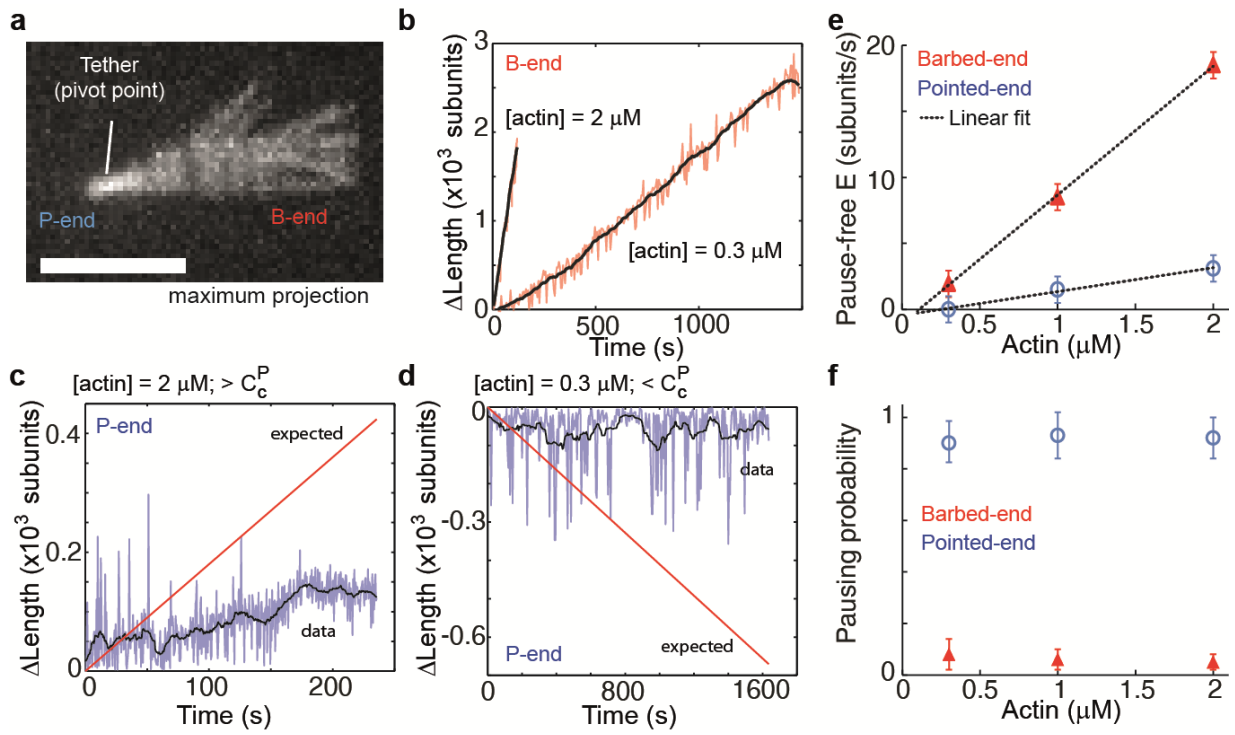 a
Tether
(pivot point)
P-end
B-end
maximum projection
b
ΔLength (x10³ subunits)
3
2
1
0
B-end
[actin] = 2 μM
[actin] = 0.3 μM
0
500
1000
Time (s)
c
[actin] = 2 μM; > C_c^P
ΔLength (x10³ subunits)
0.4
0.2
0
P-end
expected
data
0
100
200
Time (s)
d
[actin] = 0.3 μM; < C_c^P
ΔLength (x10³ subunits)
0
-0.3
-0.6
data
expected
P-end
0
800
1600
Time (s)
e
Pause-free E (subunits/s)
20
10
0
Barbed-end
Pointed-end
Linear fit
0
0.5
1
1.5
2
Actin (μM)
f
Pausing probability
1
0
Barbed-end
Pointed-end
0
0.5
1
1.5
2
Actin (μM)